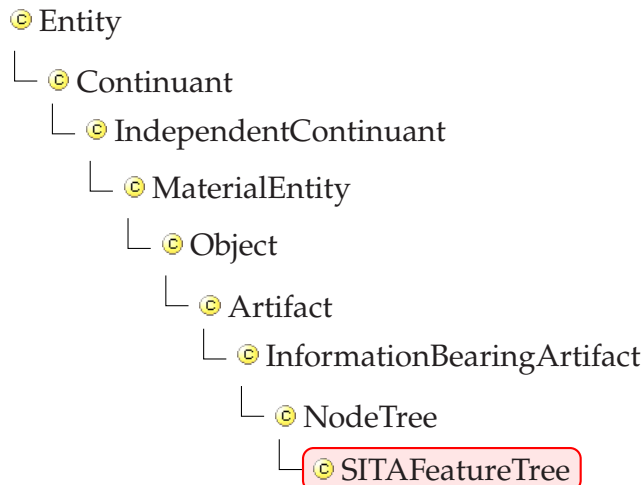 Entity
Continuant
IndependentContinuant
MaterialEntity
Object
Artifact
InformationBearingArtifact
NodeTree
SITAFeatureTree